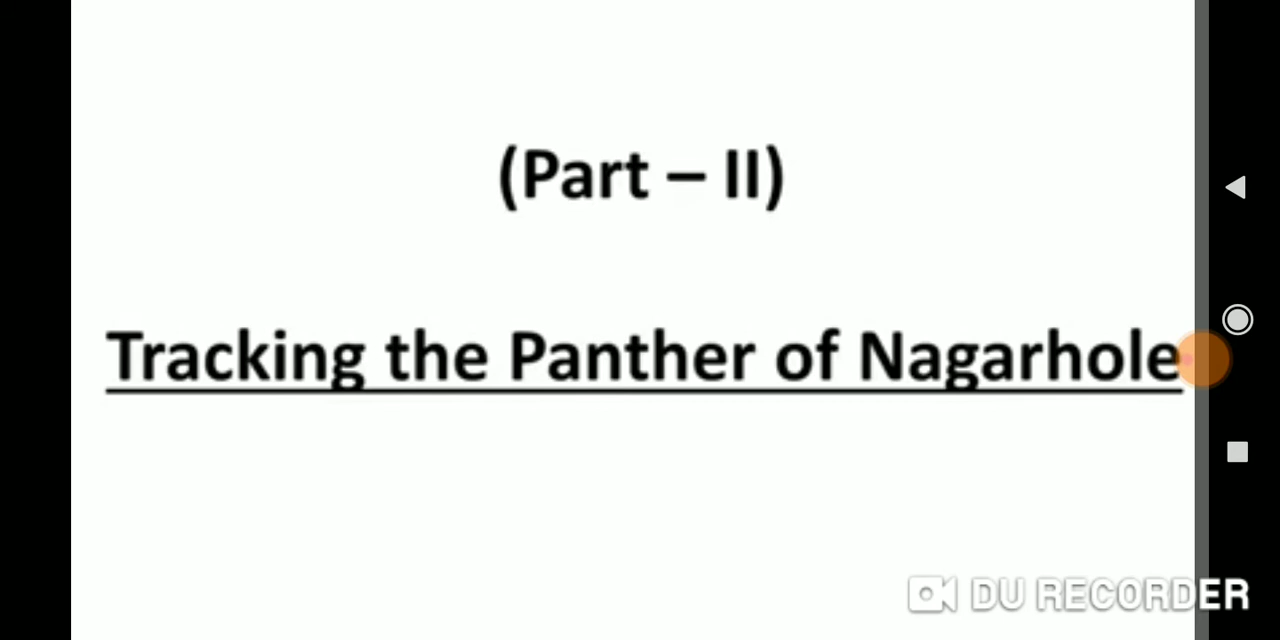 (Part – II)
Tracking the Panther of Nagarhole
DU RECORDER